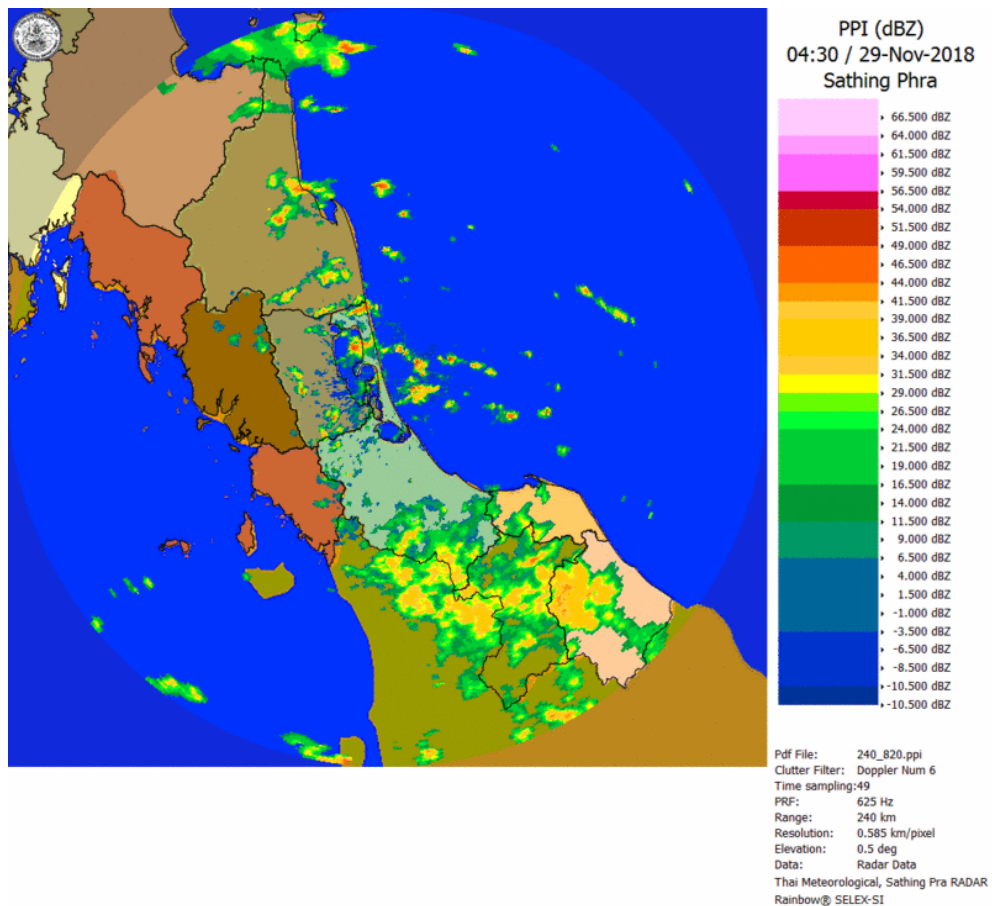 PPI (dBZ)
04:30 / 29-Nov-2018
Sathing Phra
66.500 dBZ
64.000 dBZ
61.500 dBZ
59.500 dBZ
56.500 dBZ
54.000 dBZ
51.500 dBZ
49.000 dBZ
46.500 dBZ
44.000 dBZ
41.500 dBZ
39.000 dBZ
36.500 dBZ
34.000 dBZ
31.500 dBZ
29.000 dBZ
26.500 dBZ
24.000 dBZ
21.500 dBZ
19.000 dBZ
16.500 dBZ
14.000 dBZ
11.500 dBZ
9.000 dBZ
6.500 dBZ
4.000 dBZ
1.500 dBZ
-1.000 dBZ
-3.500 dBZ
-6.500 dBZ
-8.500 dBZ
-10.500 dBZ
-10.500 dBZ
Pdf File: 240_820.ppi
Clutter Filter: Doppler Num 6
Time sampling:49
PRF: 625 Hz
Range: 240 km
Resolution: 0.585 km/pixel
Elevation: 0.5 deg
Data: Radar Data
Thai Meteorological, Sathing Pra RADAR
Rainbow® SELEX-SI